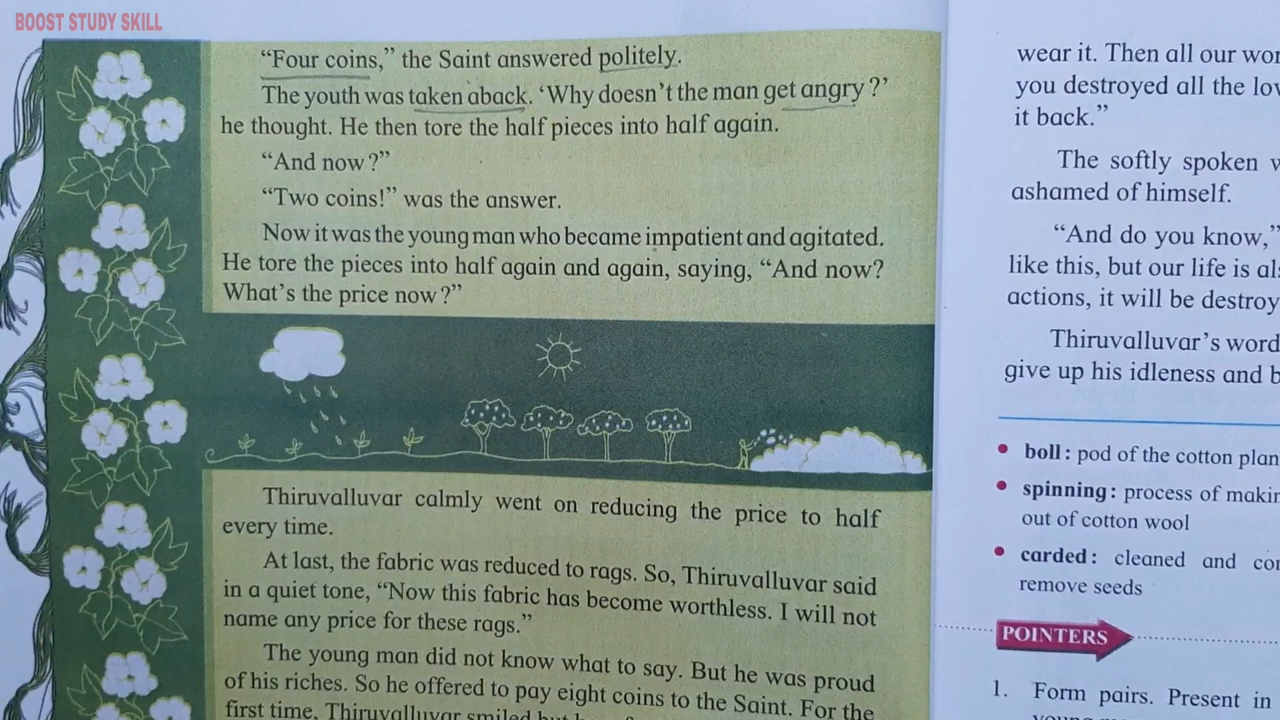 BOOST STUDY SKILL
“Four coins,” the Saint answered politely.
The youth was taken aback. ‘Why doesn’t the man get angry?’
he thought. He then tore the half pieces into half again.
“And now?”
“Two coins!” was the answer.
Now it was the young man who became impatient and agitated.
He tore the pieces into half again and again, saying, “And now?
What’s the price now?”
Thiruvalluvar calmly went on reducing the price to half
every time.
At last, the fabric was reduced to rags. So, Thiruvalluvar said
in a quiet tone, “Now this fabric has become worthless. I will not
name any price for these rags.”
The young man did not know what to say. But he was proud
of his riches. So he offered to pay eight coins to the Saint. For the
first time, Thiruvalluvar smiled but
wear it. Then all our
you destroyed all the
it back.”
The softly spoken
ashamed of himself.
“And do you know,”
like this, but our life is
actions, it will be
Thiruvalluvar’s
give up his idleness and
boll: pod of the cotton
spinning: process of
out of cotton wool
carded: cleaned and
remove seeds
POINTERS
1. Form pairs. Present in